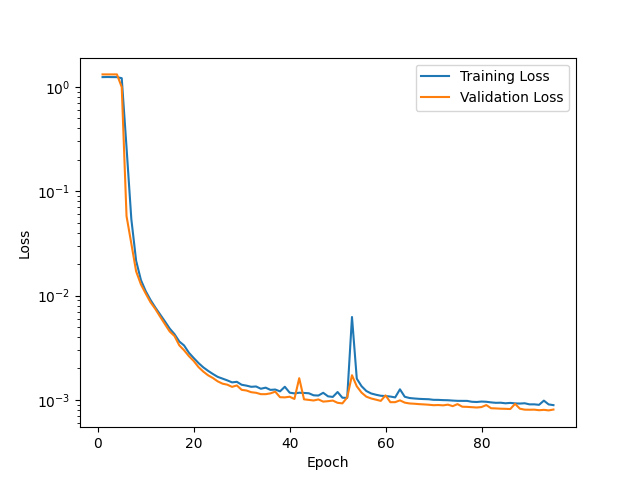 Training Loss
Validation Loss
10⁰
10⁻¹
10⁻²
10⁻³
Loss
0 20 40 60 80
Epoch